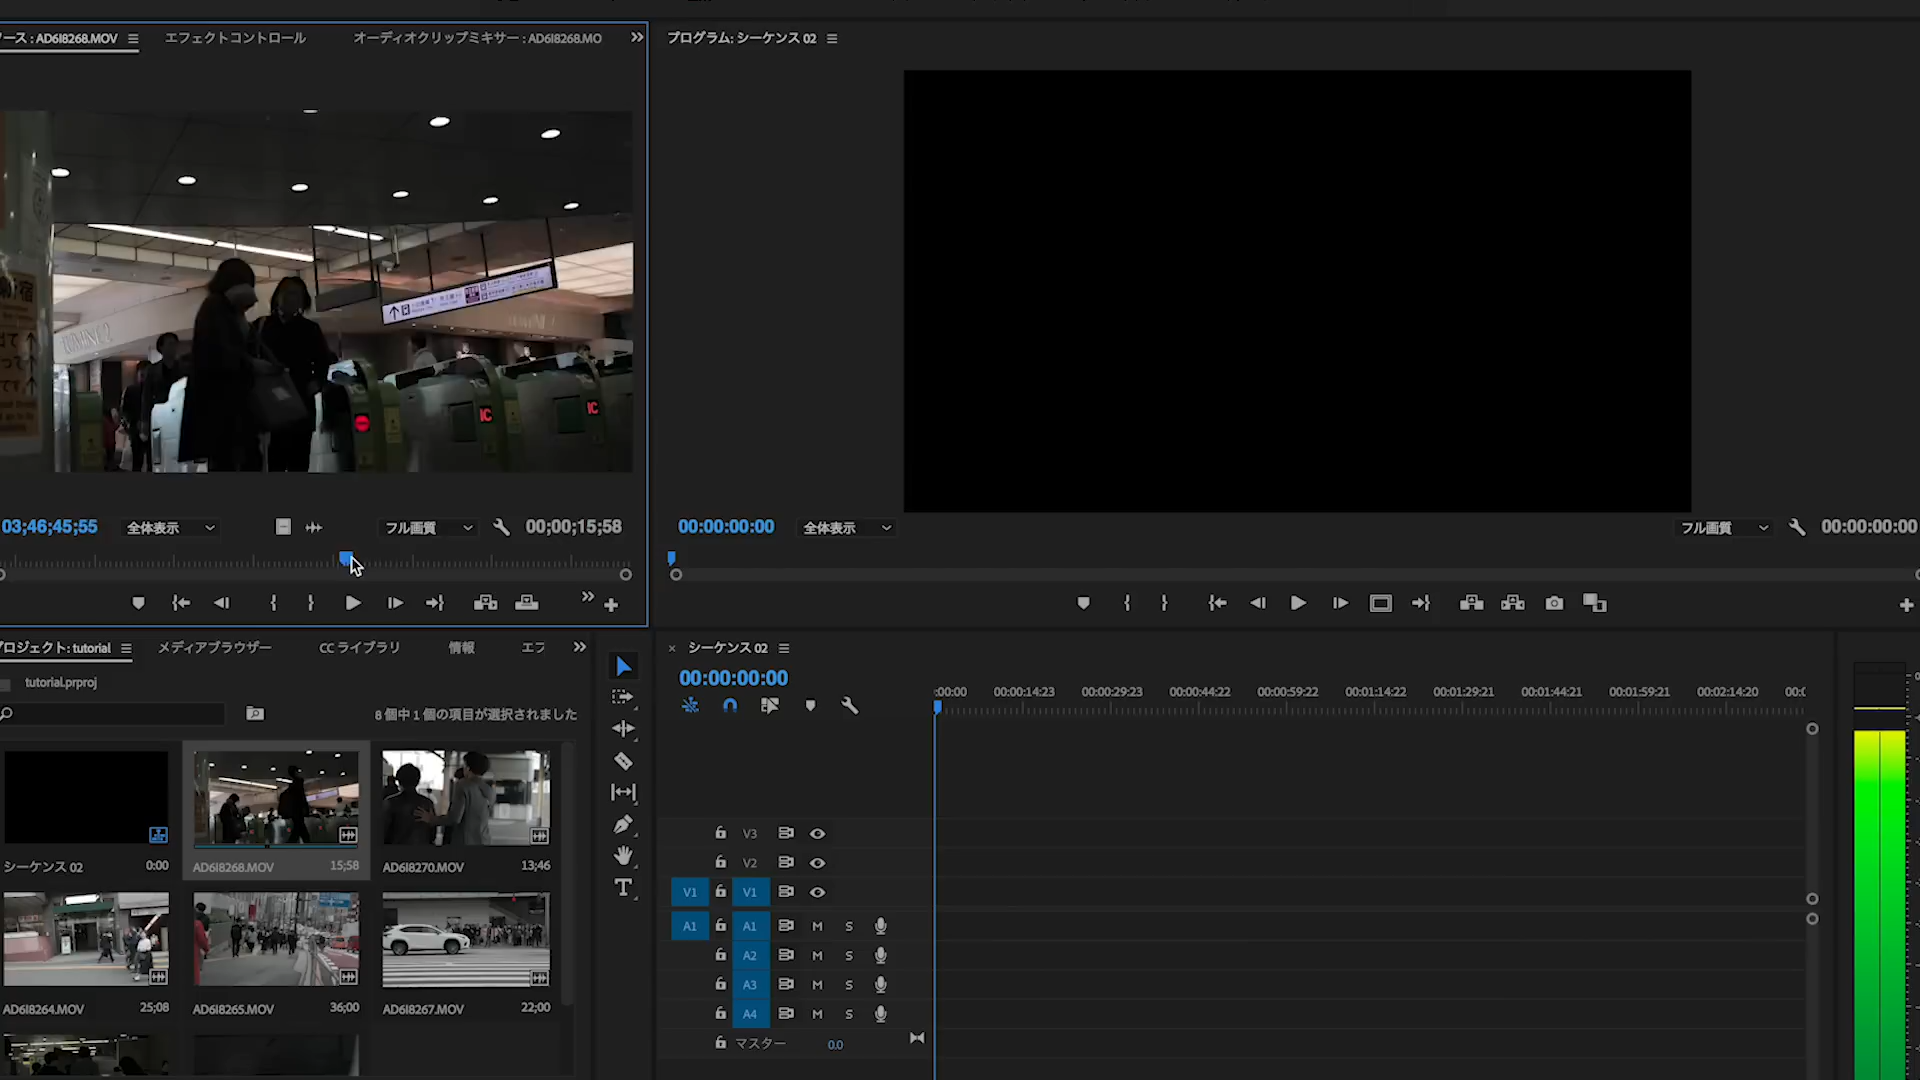 ース : AD6I8268.MOV
エフェクトコントロール
オーディオクリップミキサー : AD6I8268.MO
プログラム: シーケンス 02
新宿
LUMINE 2
IC
IC
03;46;45;55
全体表示
フル画質
00;00;15;58
00:00:00:00
全体表示
フル画質
00:00:00:00
プロジェクト: tutorial
メディアブラウザー
CC ライブラリ
情報
エフ
tutorial.prproj
8 個中 1 個の項目が選択されました
シーケンス 02
0:00
AD6I8268.MOV
15;58
AD6I8270.MOV
13;46
AD6I8264.MOV
25;08
AD6I8265.MOV
36;00
AD6I8267.MOV
22;00
× シーケンス 02
00:00:00:00
:00:00
00:00:14:23
00:00:29:23
00:00:44:22
00:00:59:22
00:01:14:22
00:01:29:21
00:01:44:21
00:01:59:21
00:02:14:20
00:0
V3
V2
V1 V1
A1 A1 M S
A2 M S
A3 M S
A4 M S
マスター 0.0